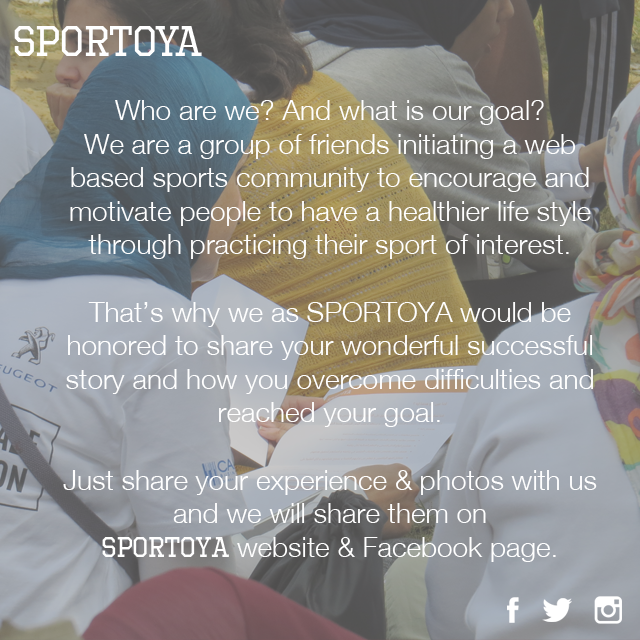 SPORTOYA
Who are we? And what is our goal?
We are a group of friends initiating a web
based sports community to encourage and
motivate people to have a healthier life style
through practicing their sport of interest.
That's why we as SPORTOYA would be
honored to share your wonderful successful
story and how you overcome difficulties and
reached your goal.
Just share your experience & photos with us
and we will share them on
SPORTOYA website & Facebook page.